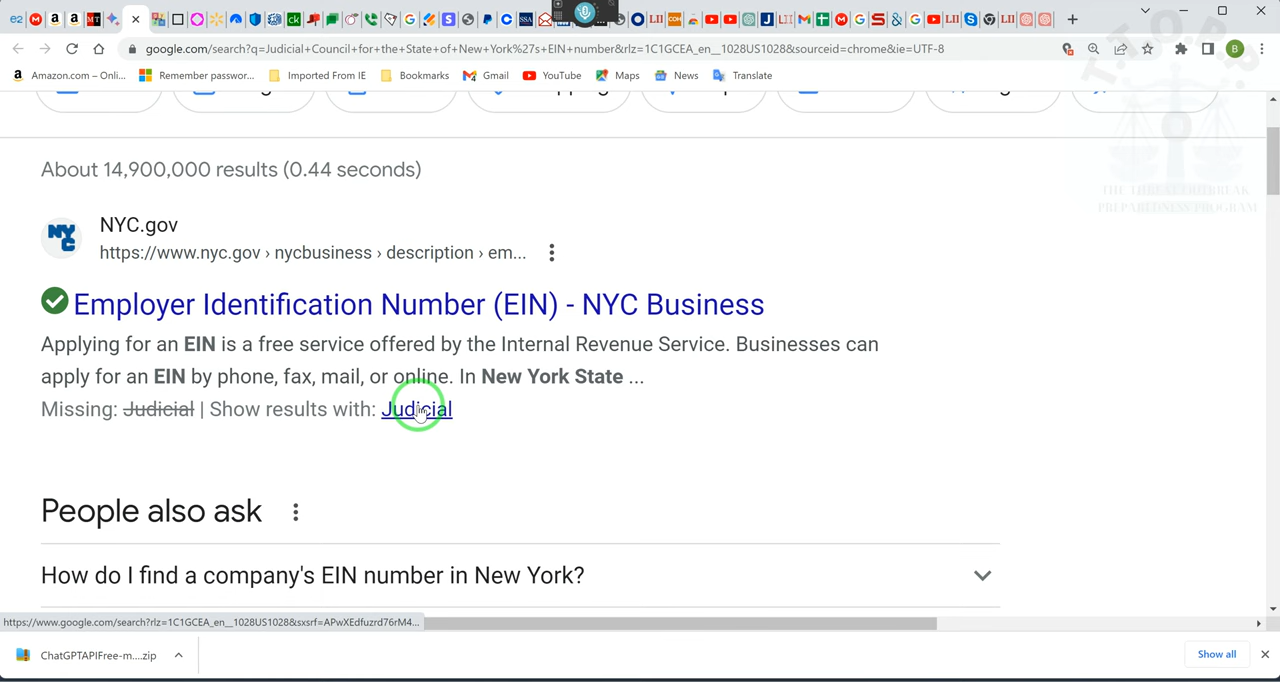 google.com/search?q=Judicial+Council+for+the+State+of+New+York%27s+EIN+number&rlz=1C1GCEA_en__1028US1028&sourceid=chrome&ie=UTF-8
B
Amazon.com – Onli...
Remember passwor...
Imported From IE
Bookmarks
Gmail
YouTube
Maps
News
Translate
T.T.O.P.P.
THE THREAT OUTBREAK
PREPAREDNESS PROGRAM
About 14,900,000 results (0.44 seconds)
NYC
NYC.gov
https://www.nyc.gov › nycbusiness › description › em...
Employer Identification Number (EIN) - NYC Business
Applying for an EIN is a free service offered by the Internal Revenue Service. Businesses can
apply for an EIN by phone, fax, mail, or online. In New York State ...
Missing: Judicial | Show results with: Judicial
People also ask
How do I find a company's EIN number in New York?
https://www.google.com/search?rlz=1C1GCEA_en__1028US1028&sxsrf=APwXEdfuzrd76rM4...
ChatGPTAPIFree-m....zip
Show all